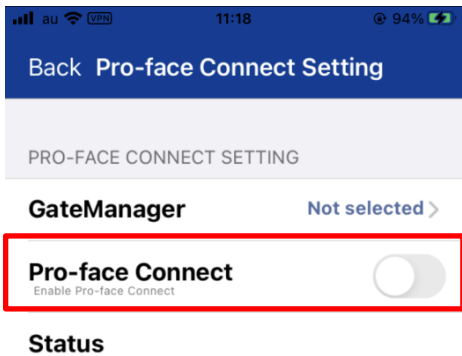 au VPN 11:18 94%
Back Pro-face Connect Setting
PRO-FACE CONNECT SETTING
GateManager Not selected >
Pro-face Connect
Enable Pro-face Connect
Status